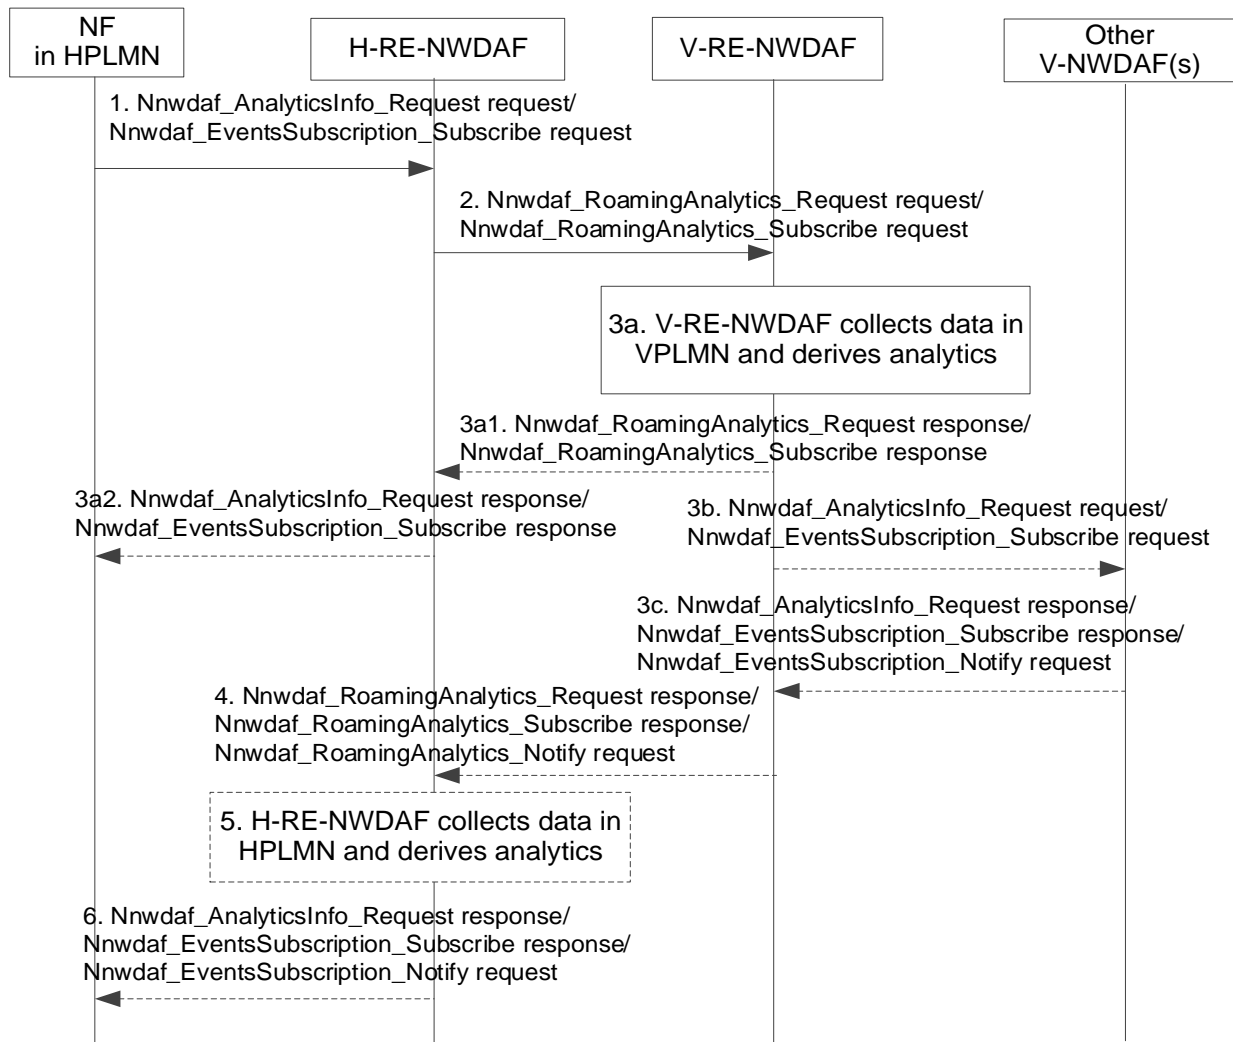 NF
in HPLMN
H-RE-NWDAF
V-RE-NWDAF
Other
V-NWDAF(s)
1. Nnwdaf_AnalyticsInfo_Request request/
Nnwdaf_EventsSubscription_Subscribe request
2. Nnwdaf_RoamingAnalytics_Request request/
Nnwdaf_RoamingAnalytics_Subscribe request
3a. V-RE-NWDAF collects data in
VPLMN and derives analytics
3a1. Nnwdaf_RoamingAnalytics_Request response/
Nnwdaf_RoamingAnalytics_Subscribe response
3a2. Nnwdaf_AnalyticsInfo_Request response/
Nnwdaf_EventsSubscription_Subscribe response
3b. Nnwdaf_AnalyticsInfo_Request request/
Nnwdaf_EventsSubscription_Subscribe request
3c. Nnwdaf_AnalyticsInfo_Request response/
Nnwdaf_EventsSubscription_Subscribe response/
Nnwdaf_EventsSubscription_Notify request
4. Nnwdaf_RoamingAnalytics_Request response/
Nnwdaf_RoamingAnalytics_Subscribe response/
Nnwdaf_RoamingAnalytics_Notify request
5. H-RE-NWDAF collects data in
HPLMN and derives analytics
6. Nnwdaf_AnalyticsInfo_Request response/
Nnwdaf_EventsSubscription_Subscribe response/
Nnwdaf_EventsSubscription_Notify request